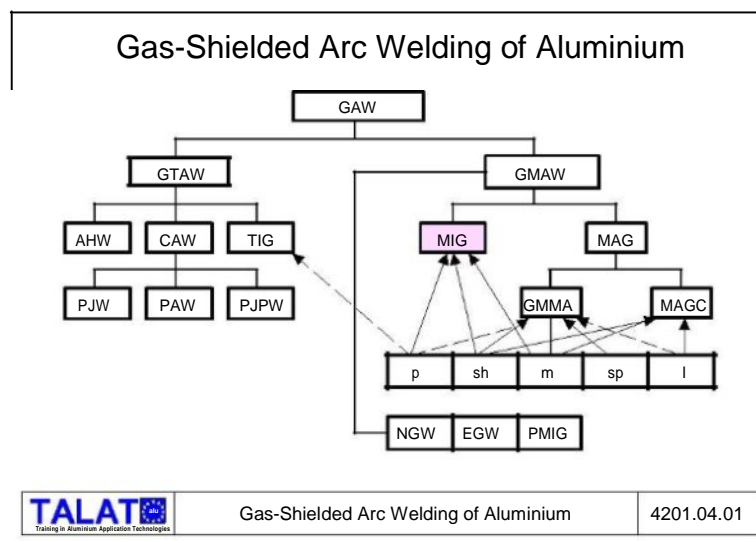 Gas-Shielded Arc Welding of Aluminium
GAW
GTAW GMAW
AHW CAW TIG MIG MAG
PJW PAW PJPW GMMA MAGC
p sh m sp l
NGW EGW PMIG
TALAT alu
Training in Aluminium Application Technologies
Gas-Shielded Arc Welding of Aluminium
4201.04.01